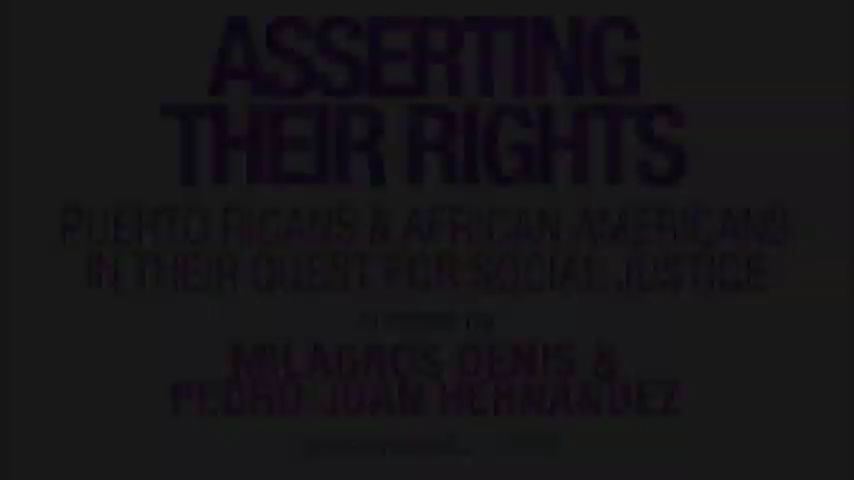 ASSERTING
THEIR RIGHTS
PUERTO RICANS & AFRICAN AMERICANS
IN THEIR QUEST FOR SOCIAL JUSTICE
MILAGROS DENIS &
PEDRO JUAN HERNANDEZ